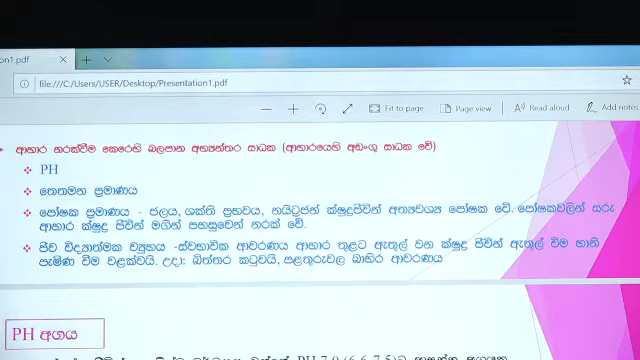 on1.pdf
file:///C:/Users/USER/Desktop/Presentation1.pdf
Fit to page Page view Read aloud Add notes
ආහාර නරක්වීම කෙරෙහි බලපාන අභ්‍යන්තර සාධක (ආහාරයෙහි අඩංගු සාධක වේ)
PH
තෙතමන ප්‍රමාණය
පෝෂක ප්‍රමාණය - ජලය, ශක්ති ප්‍රභවය, නයිට්‍රජන් ක්ෂුද්‍රජීවීන් අත්‍යවශ්‍ය පෝෂක වේ. පෝෂකවලින් සරු
ආහාර ක්ෂුද්‍ර ජීවීන් මගින් පහසුවෙන් නරක් වේ.
ජීව විද්‍යාත්මක ව්‍යුහය -ස්වභාවික ආවරණය ආහාර තුළට ඇතුල් වන ක්ෂුද්‍ර ජීවීන් ඇතුල් වීම හානි
පැමිණ වීම වළක්වයි. උදා: බිත්තර කටුවයි, පළතුරුවල බාහිර ආවරණය
PH අගය